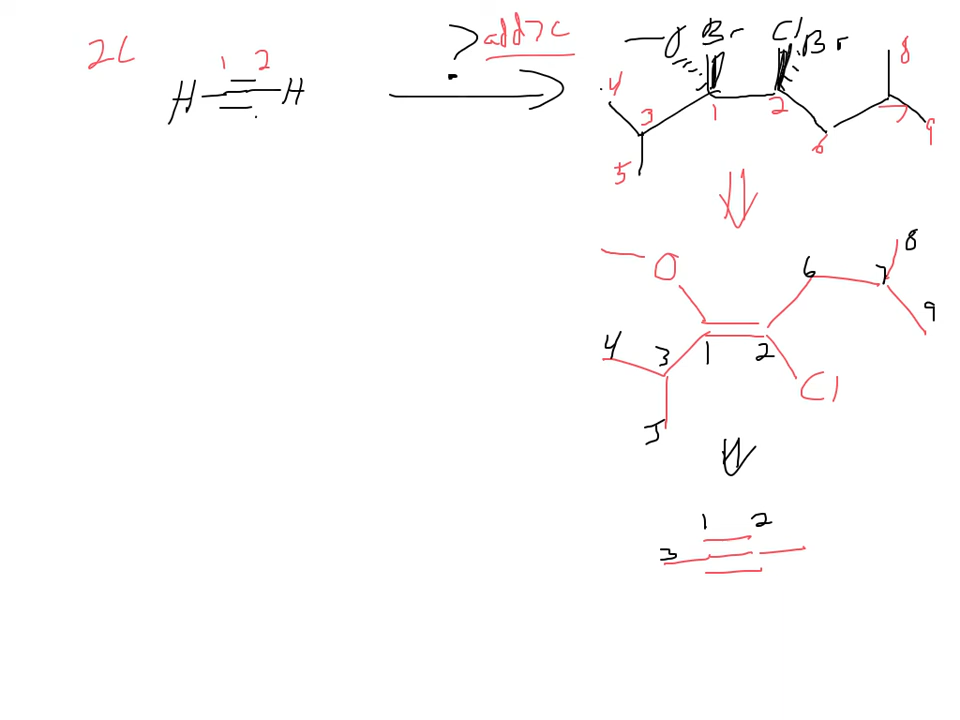 2C
H 1 2 H
? add 7C
O Br Cl Br
4 3 5 1 2 6 7 8 9
O 6 7 8 9
4 3 1 2
5 Cl
1 2
3